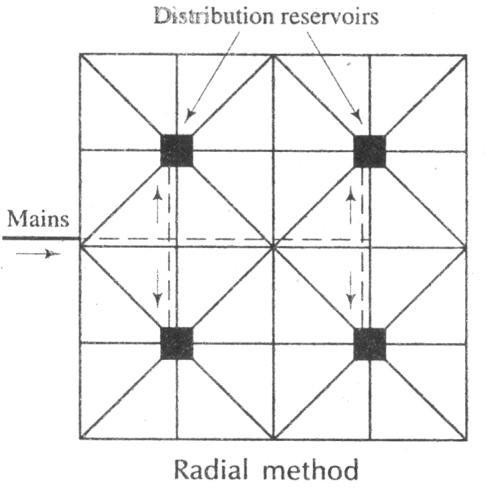 Distribution reservoirs
Mains
Radial method